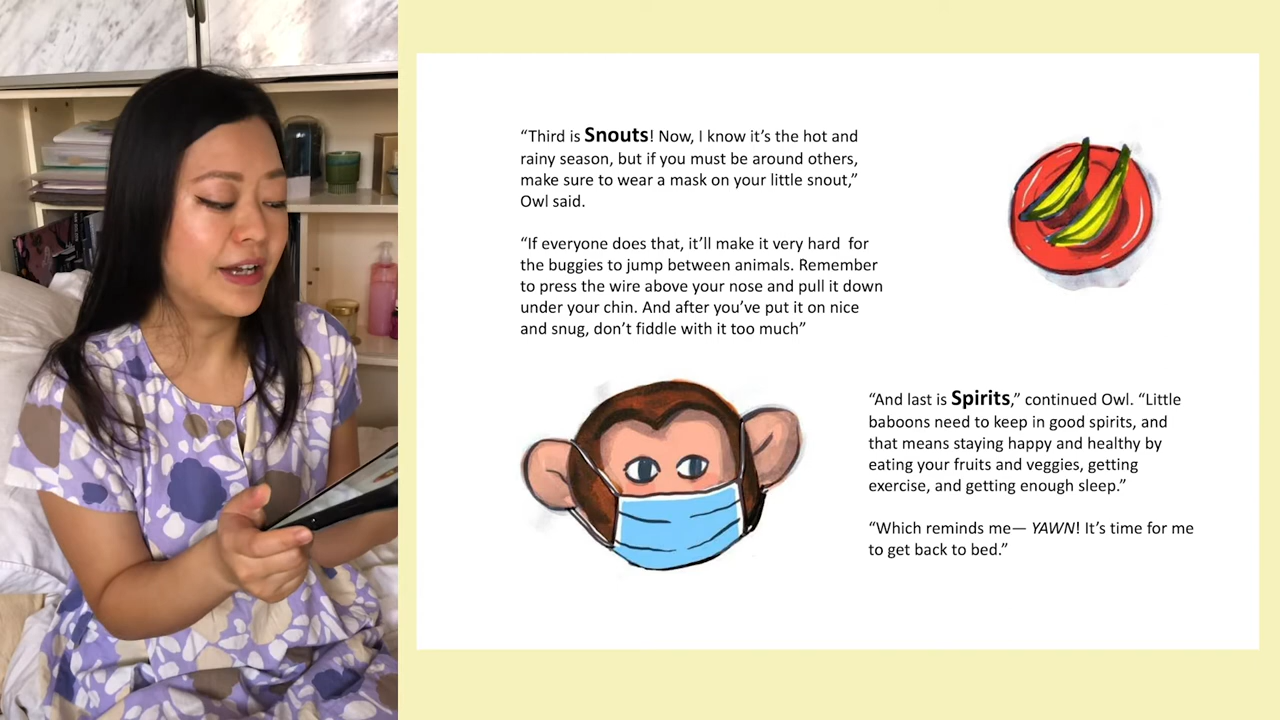 “Third is Snouts! Now, I know it’s the hot and
rainy season, but if you must be around others,
make sure to wear a mask on your little snout,”
Owl said.
“If everyone does that, it’ll make it very hard  for
the buggies to jump between animals. Remember
to press the wire above your nose and pull it down
under your chin. And after you’ve put it on nice
and snug, don’t fiddle with it too much”
“And last is Spirits,” continued Owl. “Little
baboons need to keep in good spirits, and
that means staying happy and healthy by
eating your fruits and veggies, getting
exercise, and getting enough sleep.”
“Which reminds me— YAWN! It’s time for me
to get back to bed.”